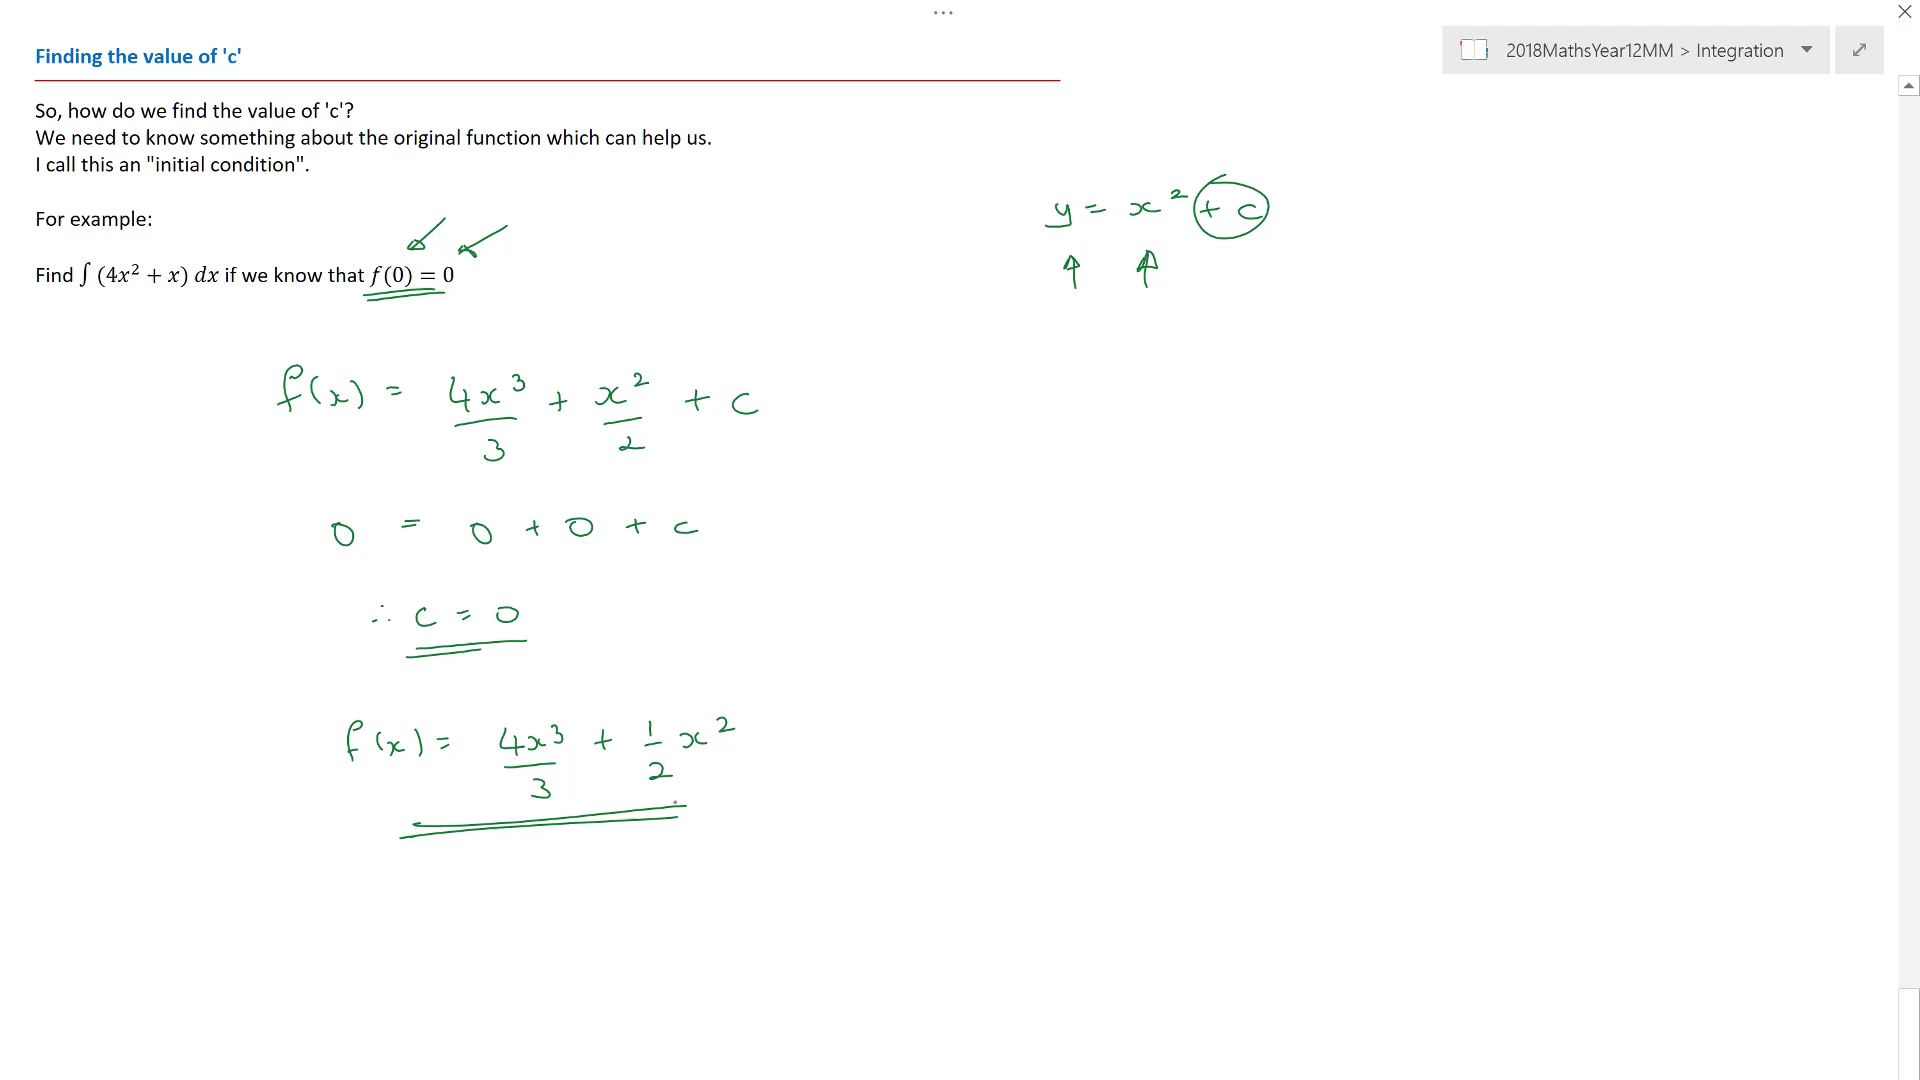 ...
Finding the value of 'c'
2018MathsYear12MM > Integration
So, how do we find the value of 'c'?
We need to know something about the original function which can help us.
I call this an "initial condition".
y = x² + c
For example:
Find ∫ (4x² + x) dx if we know that f(0) = 0
f(x) = 4x³/3 + x²/2 + c
0 = 0 + 0 + c
∴ c = 0
f(x) = 4x³/3 + 1/2 x²